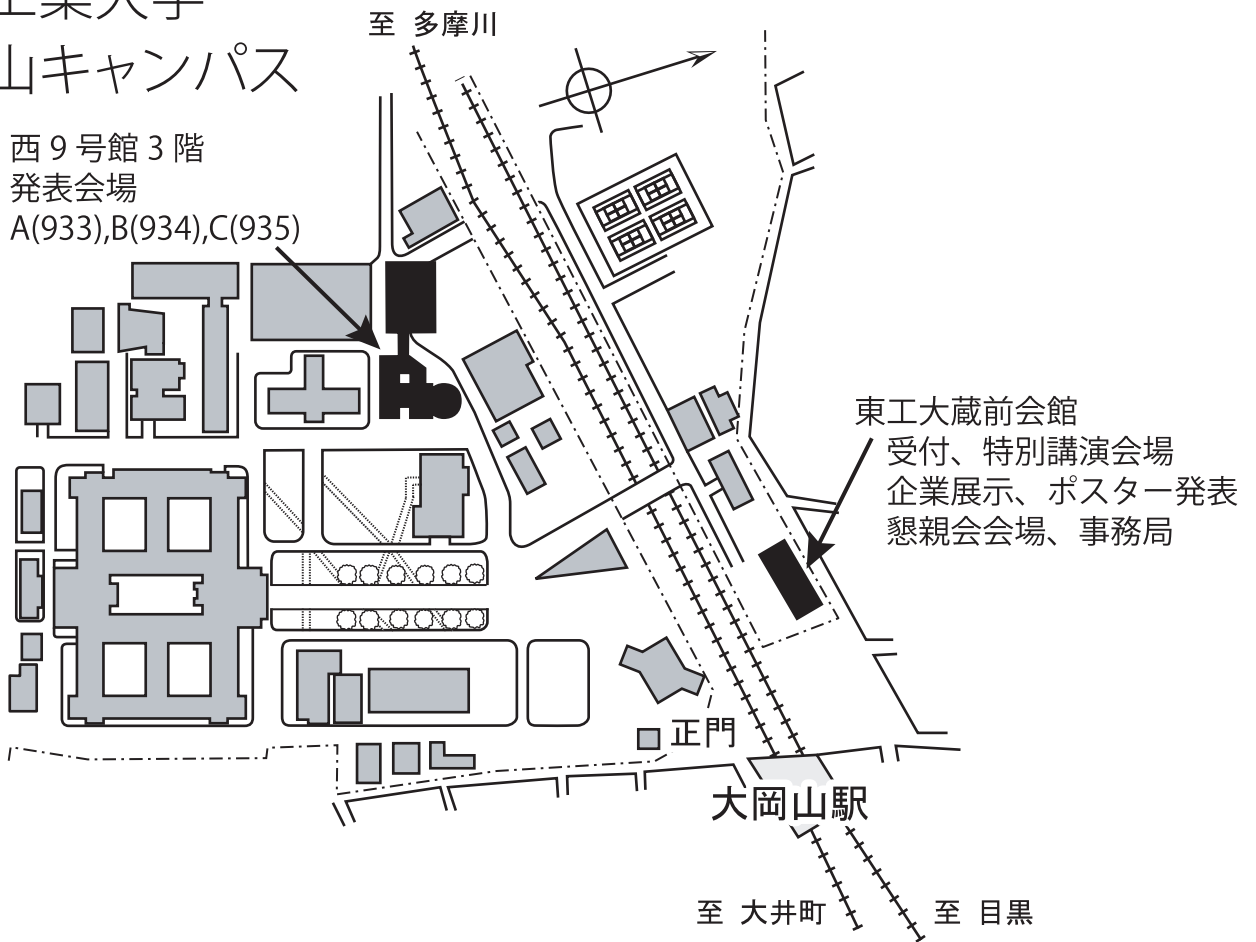 工業大学
山キャンパス
至 多摩川
西 9 号館 3 階
発表会場
A(933),B(934),C(935)
東工大蔵前会館
受付、特別講演会場
企業展示、ポスター発表
懇親会会場、事務局
正門
大岡山駅
至 大井町
至 目黒